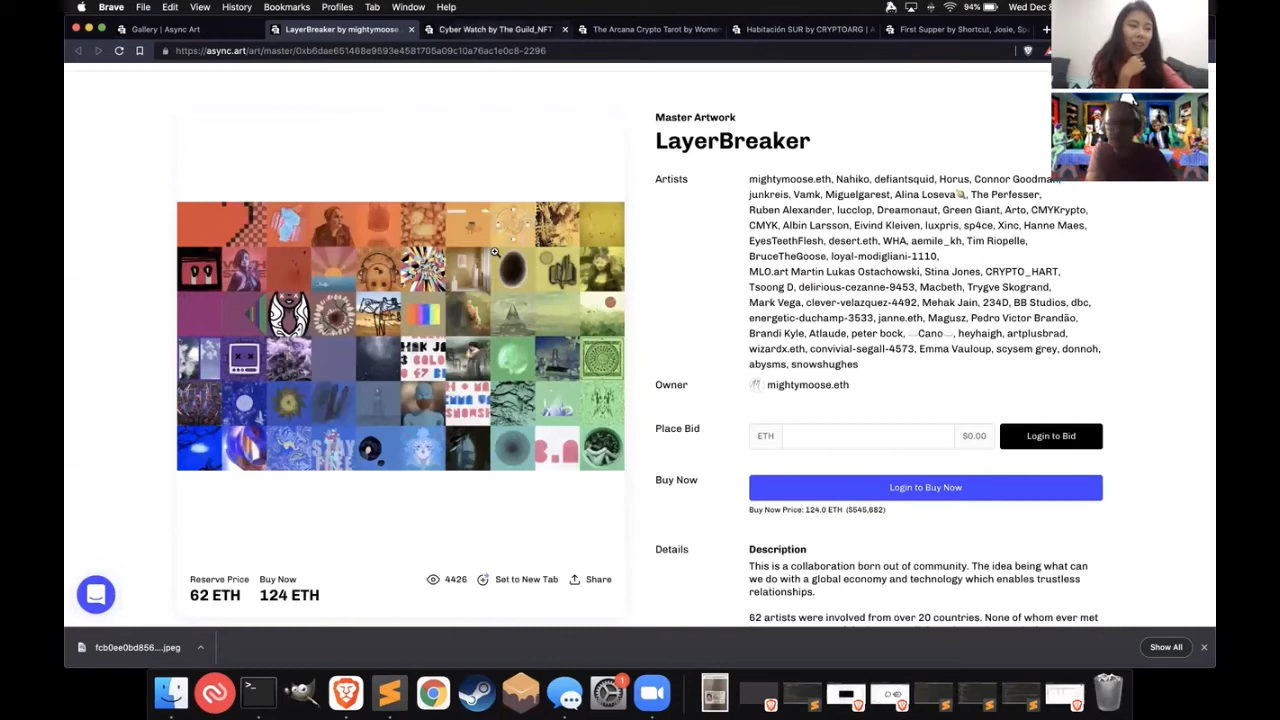 Brave File Edit View History Bookmarks Profiles Tab Window Help 94% Wed Dec 8
Gallery | Async Art
LayerBreaker by mightymoose
Cyber Watch by The Guild_NFT
The Arcana Crypto Tarot by Women
Habitación SUR by CRYPTOARG | A
First Supper by Shortcut, Josie, Sp
https://async.art/art/master/0xb6dae651468e9593e4581705a09c10a76ac1e0c8-2296
Master Artwork
LayerBreaker
Artists
mightymoose.eth, Nahiko, defiantsquid, Horus, Connor Goodman,
junkreis, Vamk, Miguelgarest, Alina Loseva, The Perfesser,
Ruben Alexander, lucclop, Dreamonaut, Green Giant, Arto, CMYKrypto,
CMYK, Albin Larsson, Eivind Kleiven, luxpris, sp4ce, Xinc, Hanne Maes,
EyesTeethFlesh, desert.eth, WHA, aemile_kh, Tim Riopelle,
BruceTheGoose, loyal-modigliani-1110,
MLO.art Martin Lukas Ostachowski, Stina Jones, CRYPTO_HART,
Tsoong D, delirious-cezanne-9453, Macbeth, Trygve Skogrand,
Mark Vega, clever-velazquez-4492, Mehak Jain, 234D, BB Studios, dbc,
energetic-duchamp-3533, janne.eth, Magusz, Pedro Victor Brandão,
Brandi Kyle, Atlaude, peter bock, Cano, heyhaigh, artplusbrad,
wizardx.eth, convivial-segall-4573, Emma Vauloup, scysem grey, donnoh,
abysms, snowshughes
Owner
mightymoose.eth
Place Bid
ETH
$0.00
Login to Bid
Buy Now
Login to Buy Now
Buy Now Price: 124.0 ETH ($545,682)
Details
Description
This is a collaboration born out of community. The idea being what can
we do with a global economy and technology which enables trustless
relationships.
62 artists were involved from over 20 countries. None of whom ever met
Reserve Price
62 ETH
Buy Now
124 ETH
4426
Set to New Tab
Share
fcb0ee0bd856....jpeg
Show All
1